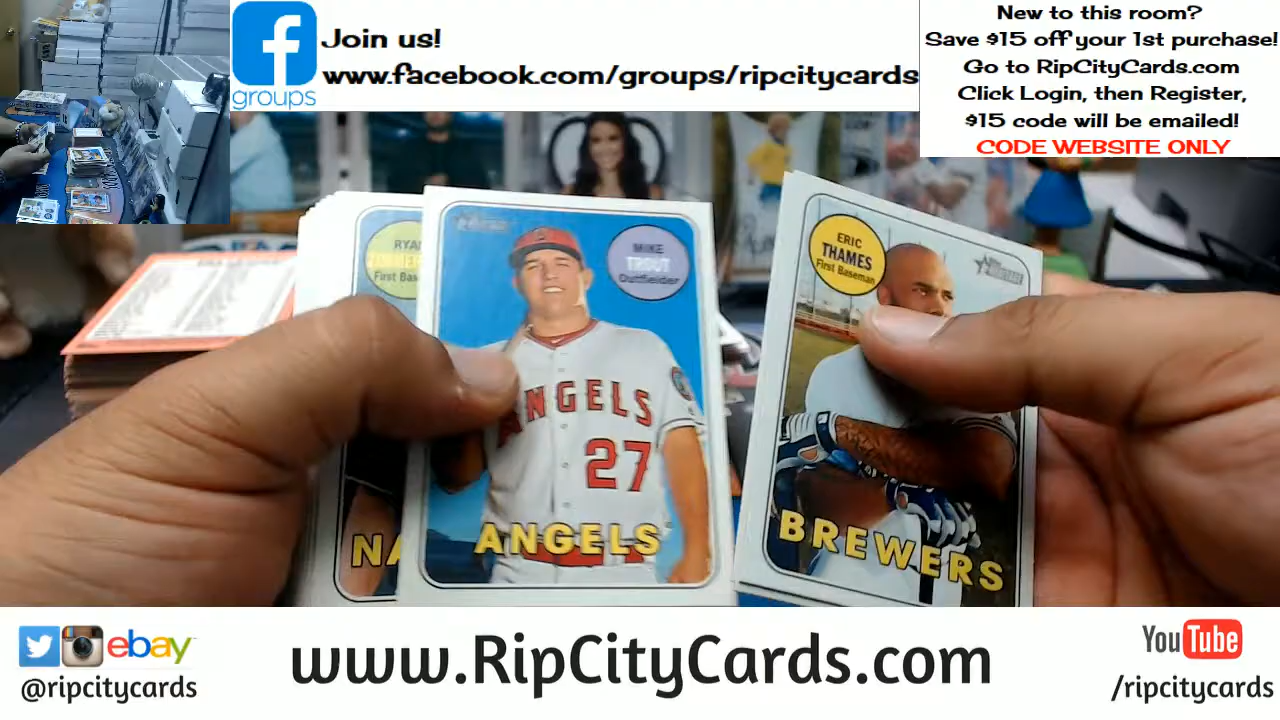 groups
Join us!
www.facebook.com/groups/ripcitycards
New to this room?
Save $15 off your 1st purchase!
Go to RipCityCards.com
Click Login, then Register,
$15 code will be emailed!
CODE WEBSITE ONLY
RYAN
First Baseman
NA
MIKE
TROUT
Outfielder
ANGELS
27
ANGELS
ERIC
THAMES
First Baseman
BREWERS
ebay
@ripcitycards
www.RipCityCards.com
YouTube
/ripcitycards